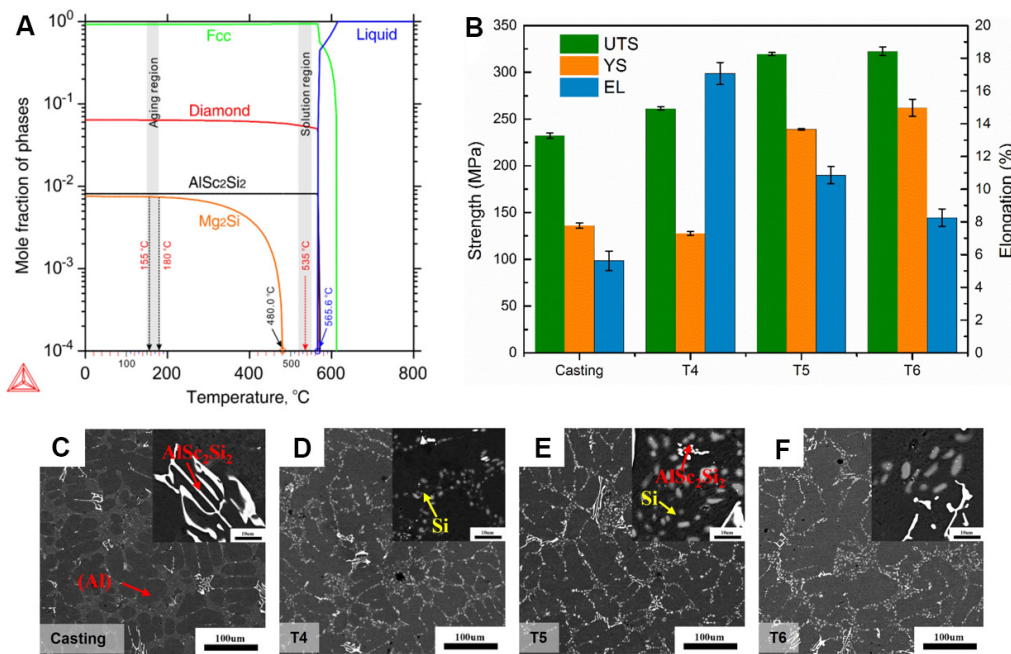 A
10⁰
10⁻¹
10⁻²
10⁻³
10⁻⁴
Mole fraction of phases
Fcc
Liquid
Aging region
Solution region
Diamond
AlSc₂Si₂
Mg₂Si
155 °C
180 °C
480.0 °C
535 °C
565.6 °C
100
500
0
200
400
600
800
Temperature, °C
B
UTS
YS
EL
350
300
250
200
150
100
50
0
Strength (MPa)
20
18
16
14
12
10
8
6
4
2
0
Elongation (%)
Casting
T4
T5
T6
C
AlSc₂Si₂
10um
(Al)
Casting
100um
D
Si
10um
T4
100um
E
AlSc₂Si₂
Si
10um
T5
100um
F
10um
T6
100um